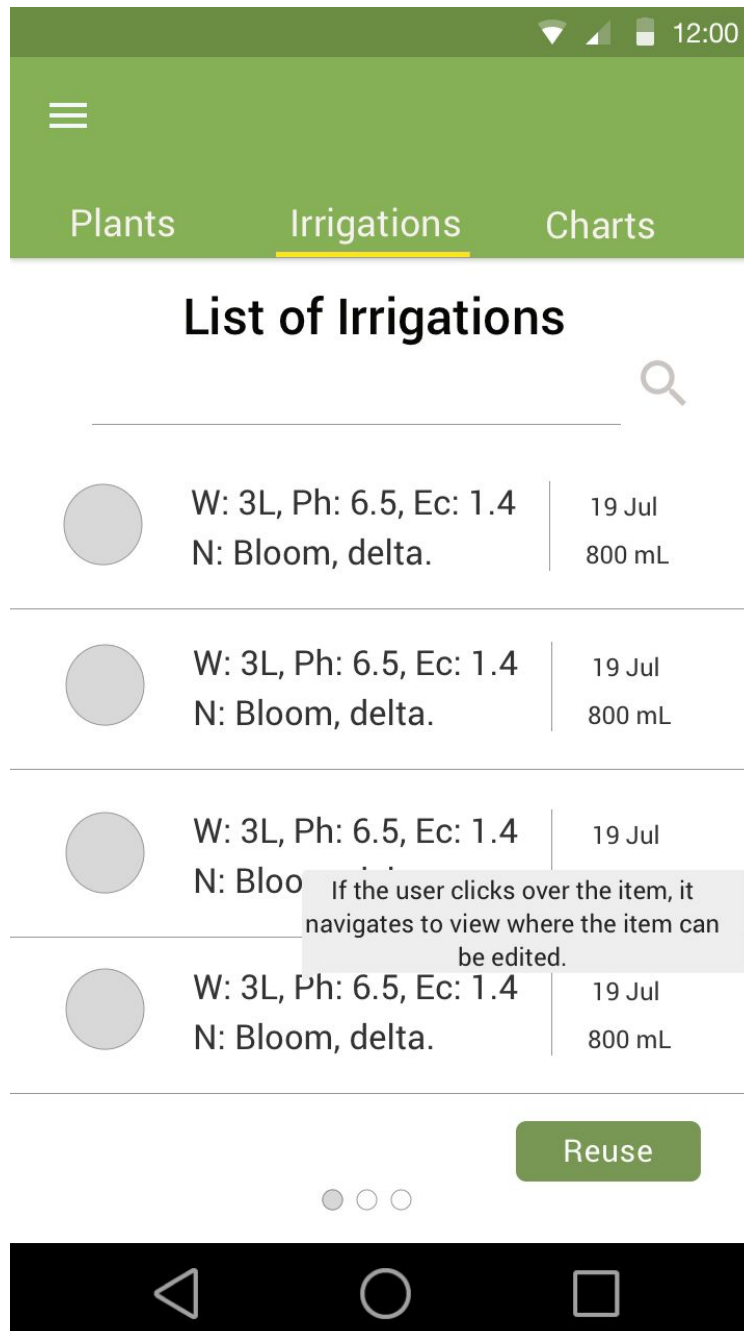 12:00
Plants Irrigations Charts
List of Irrigations
W: 3L, Ph: 6.5, Ec: 1.4 19 Jul
N: Bloom, delta. 800 mL
W: 3L, Ph: 6.5, Ec: 1.4 19 Jul
N: Bloom, delta. 800 mL
W: 3L, Ph: 6.5, Ec: 1.4 19 Jul
N: Bloo
If the user clicks over the item, it
navigates to view where the item can
be edited.
W: 3L, Ph: 6.5, Ec: 1.4 19 Jul
N: Bloom, delta. 800 mL
Reuse